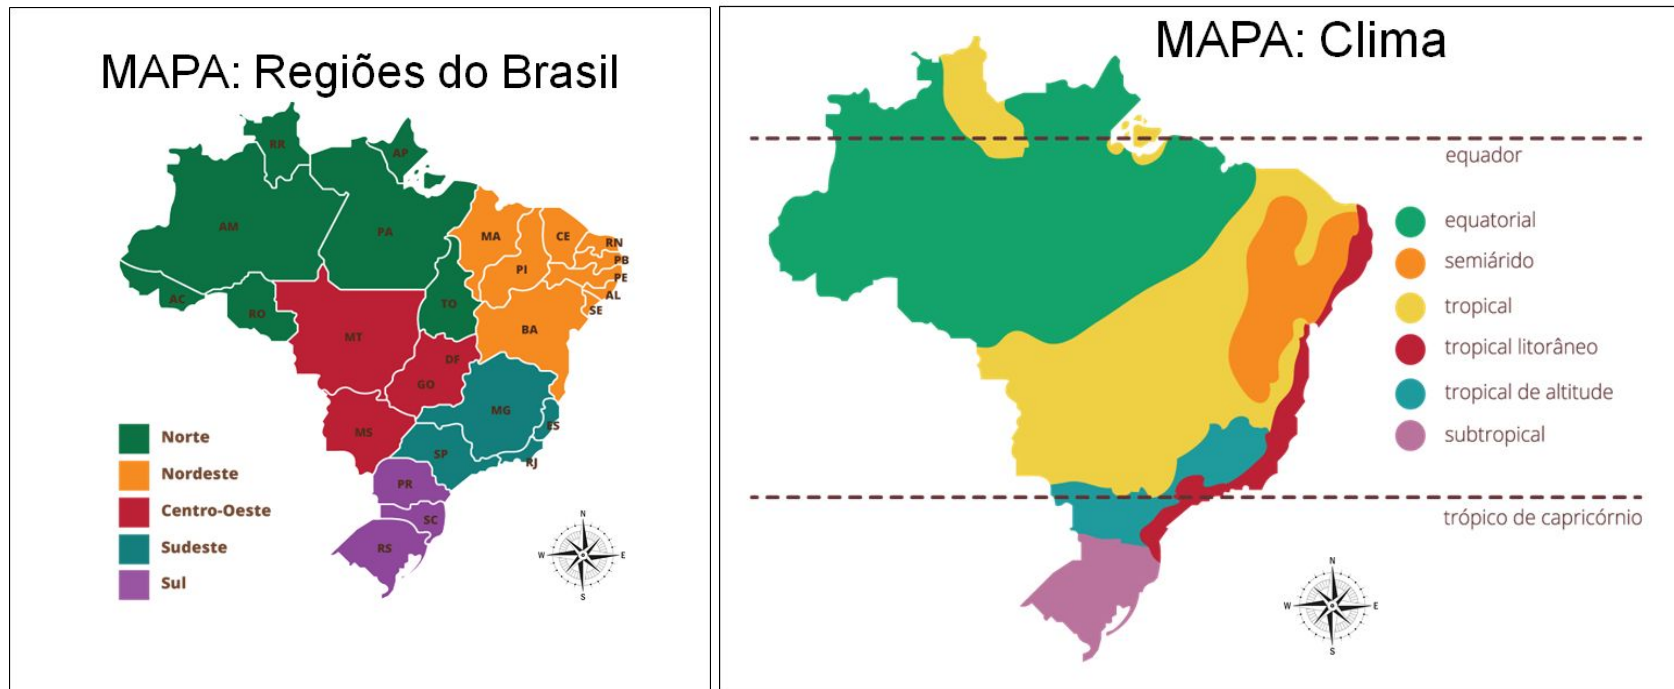 MAPA: Regiões do Brasil
RR
AP
AM
PA
MA
CE
RN
PB
PI
PE
AL
AC
TO
SE
RO
BA
MT
DF
GO
MG
ES
MS
SP
RJ
PR
SC
RS
Norte
Nordeste
Centro-Oeste
Sudeste
Sul
N
W
E
S
MAPA: Clima
equador
equatorial
semiárido
tropical
tropical litorâneo
tropical de altitude
subtropical
trópico de capricórnio
N
W
E
S